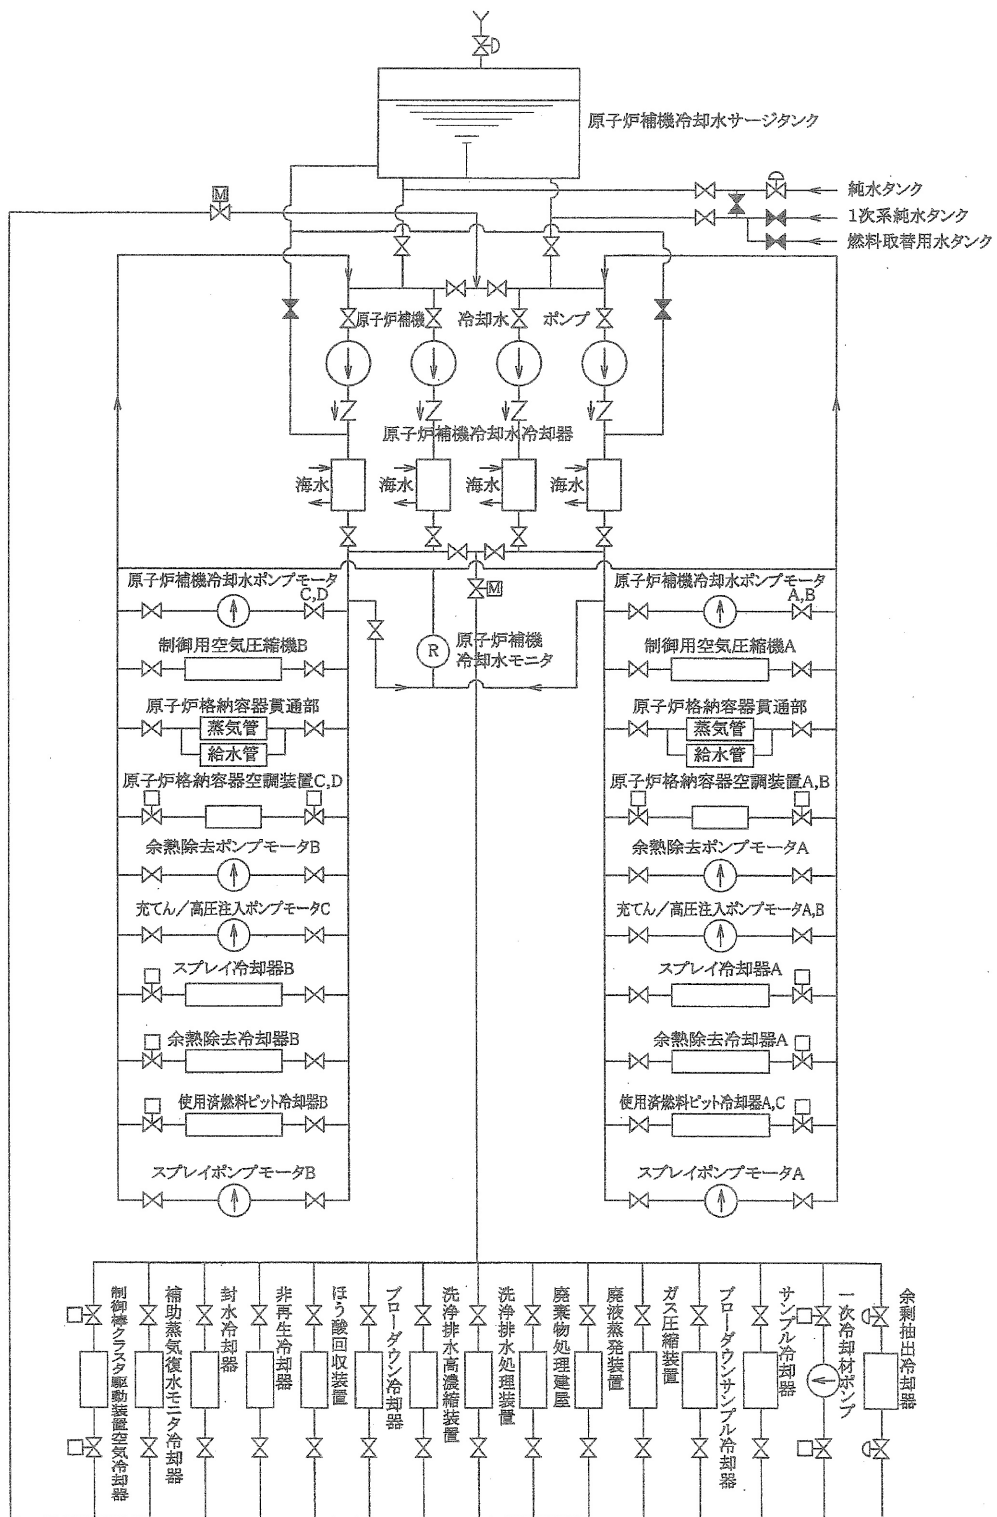 原子炉補機冷却水サージタンク
純水タンク
1次系純水タンク
燃料取替用水タンク
M
原子炉補機 冷却水 ポンプ
原子炉補機冷却水冷却器
海水 海水 海水 海水
原子炉補機冷却水ポンプモータ
C,D
制御用空気圧縮機B
原子炉格納容器貫通部
蒸気管
給水管
原子炉格納容器空調装置C,D
余熱除去ポンプモータB
充てん/高圧注入ポンプモータC
スプレイ冷却器B
余熱除去冷却器B
使用済燃料ピット冷却器B
スプレイポンプモータB
M
R
原子炉補機
冷却水モニタ
原子炉補機冷却水ポンプモータ
A,B
制御用空気圧縮機A
原子炉格納容器貫通部
蒸気管
給水管
原子炉格納容器空調装置A,B
余熱除去ポンプモータA
充てん/高圧注入ポンプモータA,B
スプレイ冷却器A
余熱除去冷却器A
使用済燃料ピット冷却器A,C
スプレイポンプモータA
制御棒クラスタ駆動装置空気冷却器
補助蒸気復水モニタ冷却器
封水冷却器
非再生冷却器
ほう酸回収装置
ブローダウン冷却器
洗浄排水高濃縮装置
洗浄排水処理装置
廃棄物処理建屋
廃液蒸発装置
ガス圧縮装置
ブローダウンサンプル冷却器
サンプル冷却器
一次冷却材ポンプ
余剰抽出冷却器